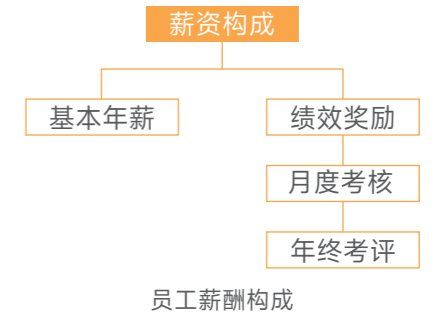 薪资构成
基本年薪
绩效奖励
月度考核
年终考评
员工薪酬构成